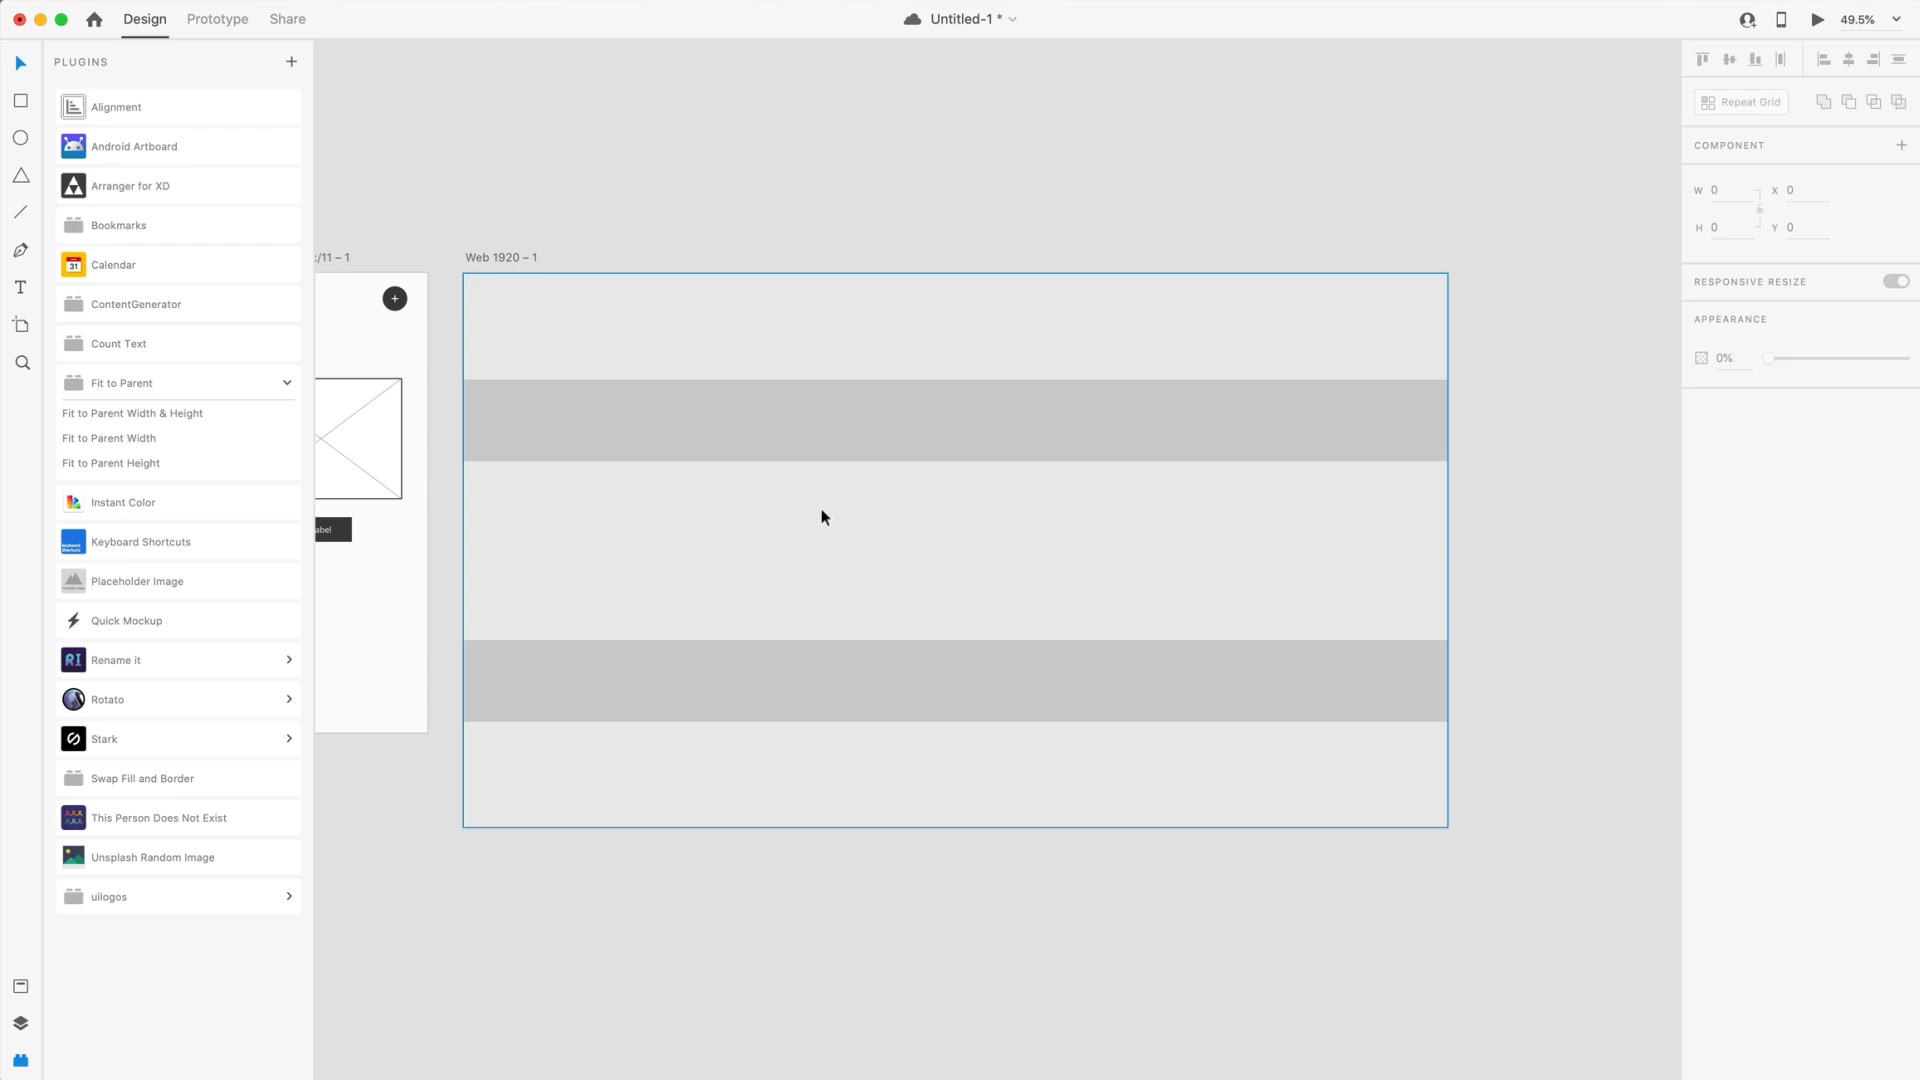 Design Prototype Share
Untitled-1 *
49.5%
PLUGINS
Alignment
Android Artboard
Arranger for XD
Bookmarks
31 Calendar
ContentGenerator
Count Text
Fit to Parent
Fit to Parent Width & Height
Fit to Parent Width
Fit to Parent Height
Instant Color
Keyboard Shortcuts Keyboard Shortcuts
Placeholder Image
Quick Mockup
RI Rename it
Rotato
Stark
Swap Fill and Border
This Person Does Not Exist
Unsplash Random Image
uilogos
/11 – 1
abel
Web 1920 – 1
Repeat Grid
COMPONENT
W 0 X 0
H 0 Y 0
RESPONSIVE RESIZE
APPEARANCE
0%